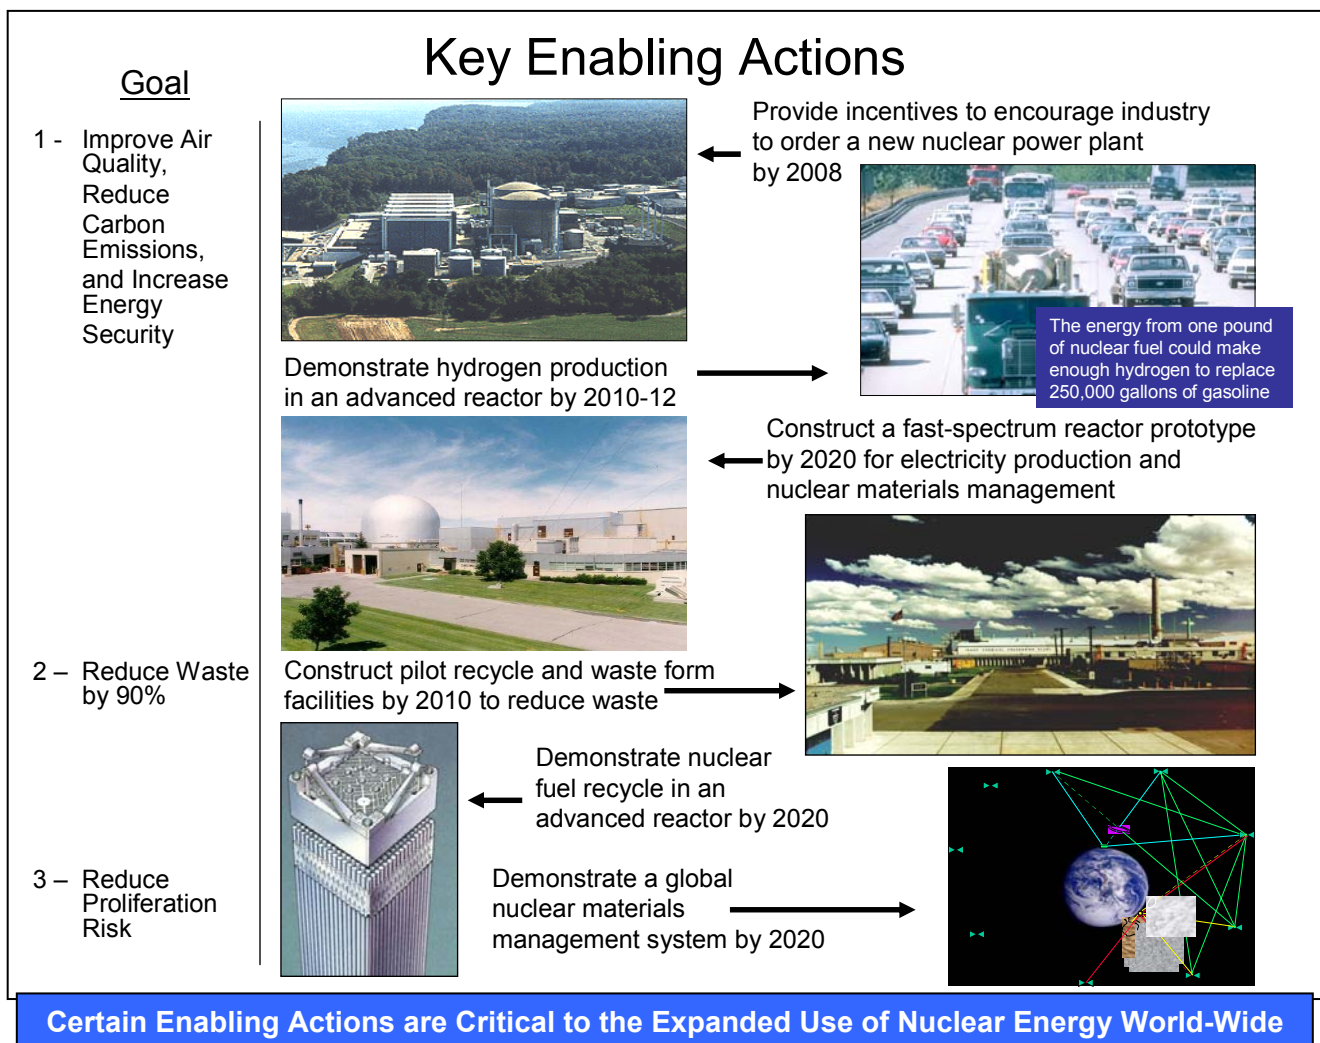 Key Enabling Actions
Goal
1 - Improve Air
Quality,
Reduce
Carbon
Emissions,
and Increase
Energy
Security
Provide incentives to encourage industry
to order a new nuclear power plant
by 2008
The energy from one pound
of nuclear fuel could make
enough hydrogen to replace
250,000 gallons of gasoline
Demonstrate hydrogen production
in an advanced reactor by 2010-12
Construct a fast-spectrum reactor prototype
by 2020 for electricity production and
nuclear materials management
2 – Reduce Waste
by 90%
Construct pilot recycle and waste form
facilities by 2010 to reduce waste
Demonstrate nuclear
fuel recycle in an
advanced reactor by 2020
3 – Reduce
Proliferation
Risk
Demonstrate a global
nuclear materials
management system by 2020
Certain Enabling Actions are Critical to the Expanded Use of Nuclear Energy World-Wide